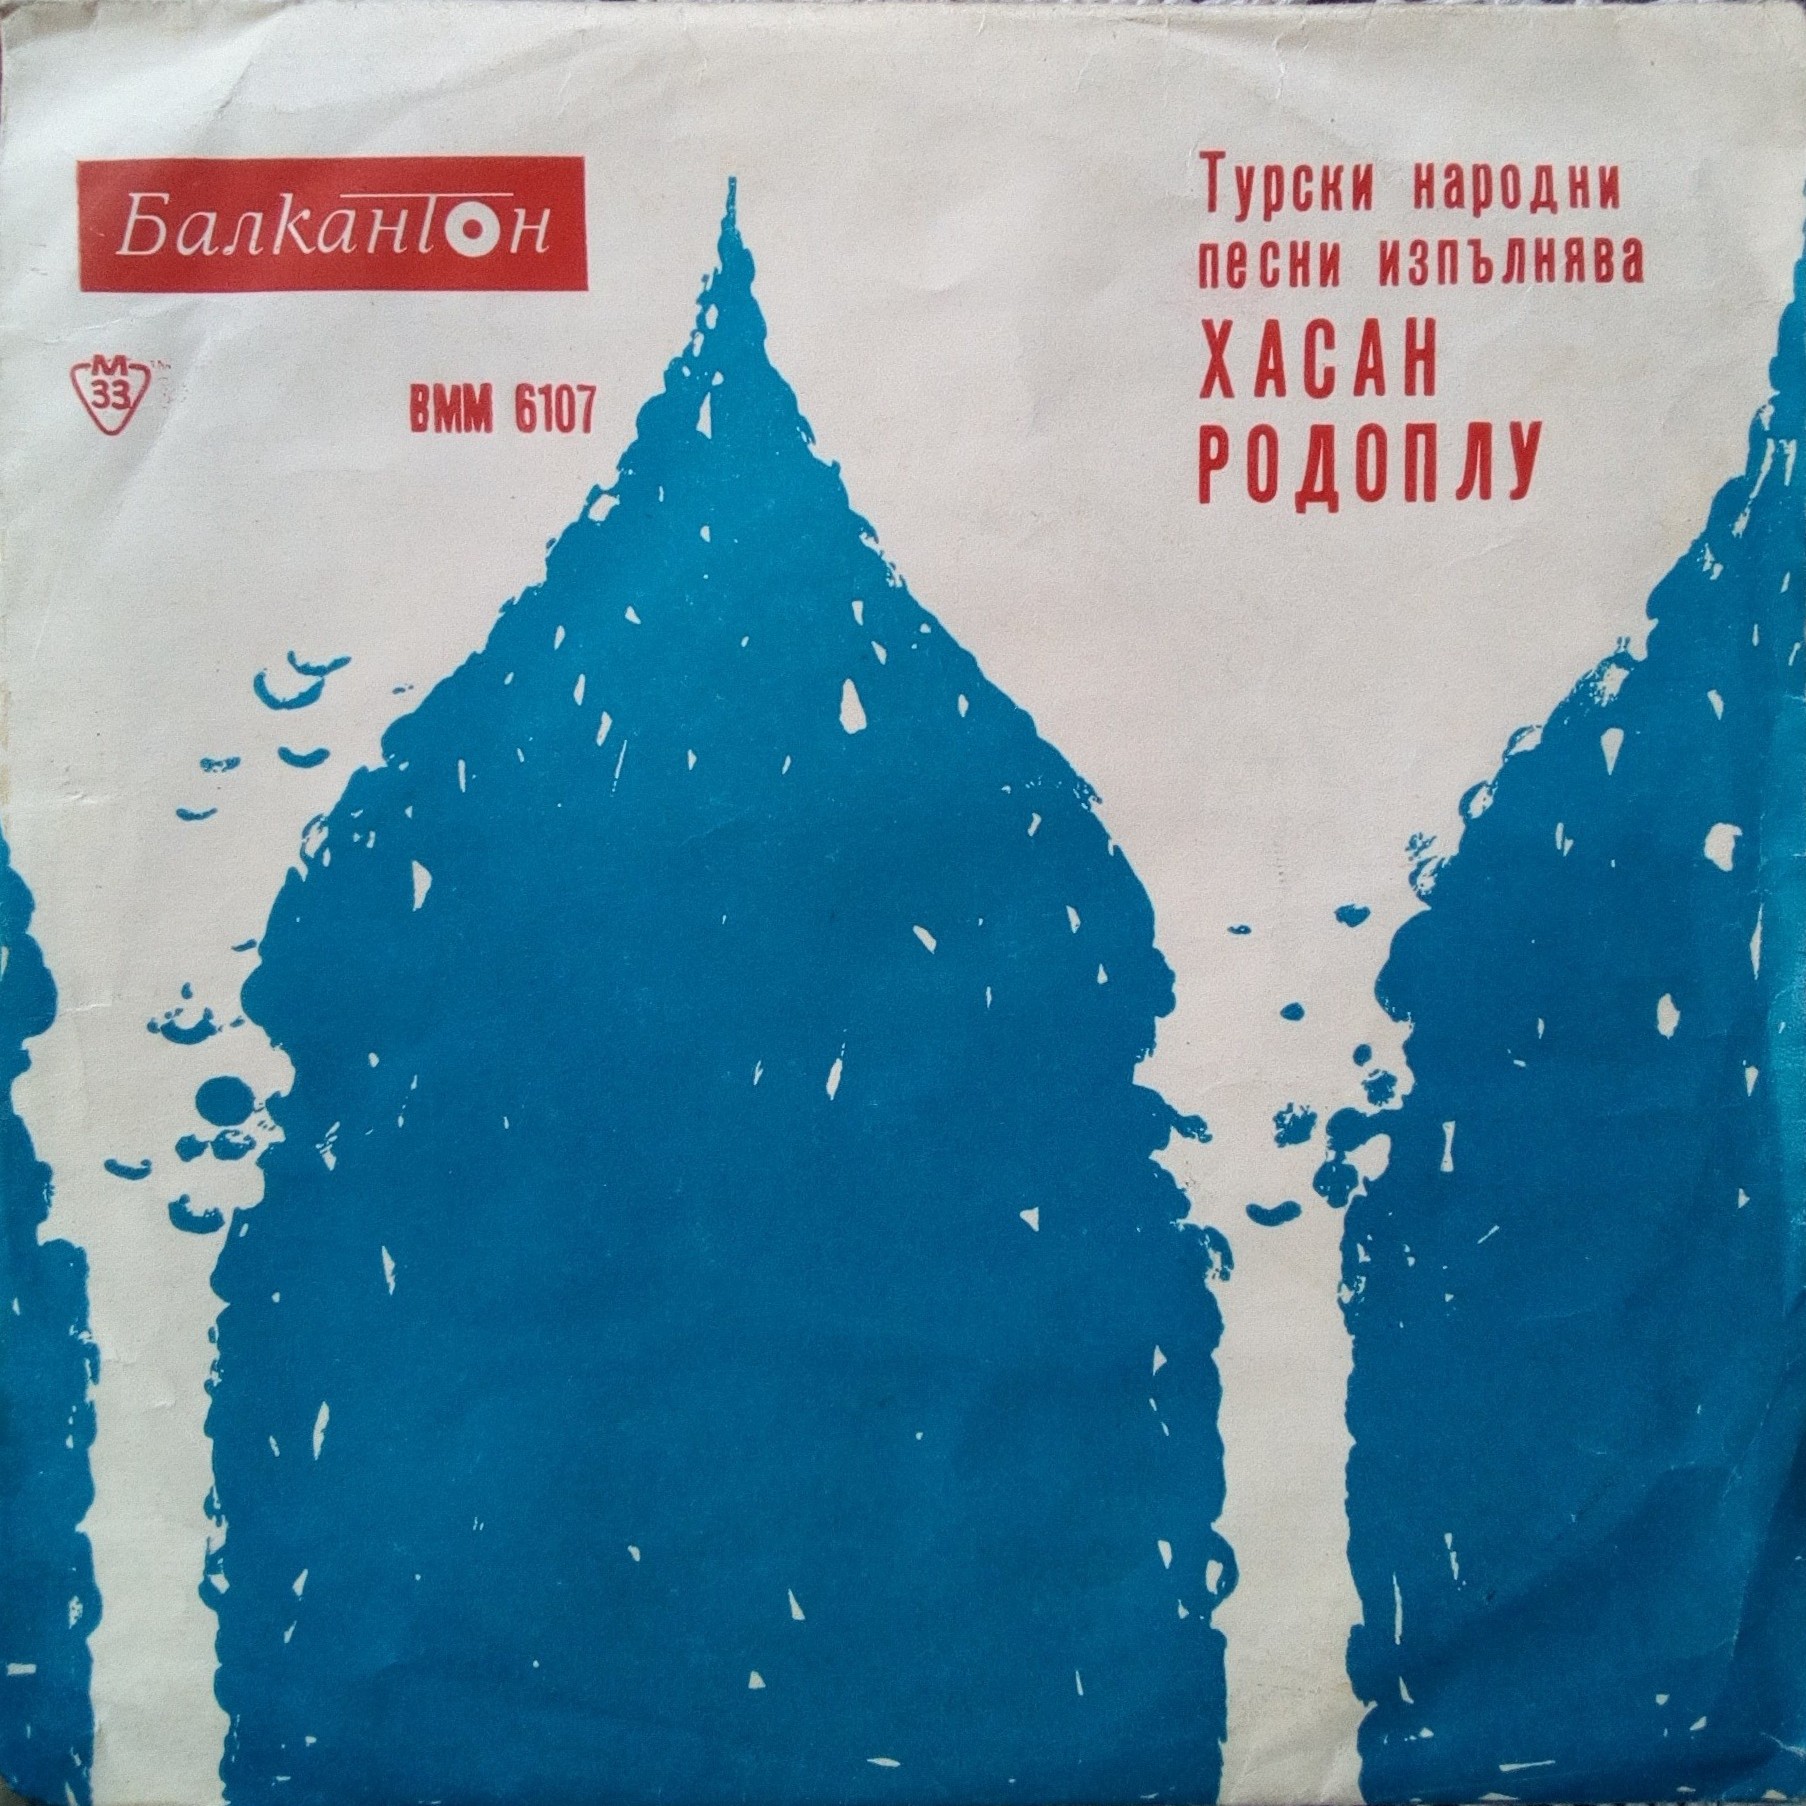 Балкантон
М
33
ВММ 6107
Турски народни
песни изпълнява
ХАСАН
РОДОПЛУ